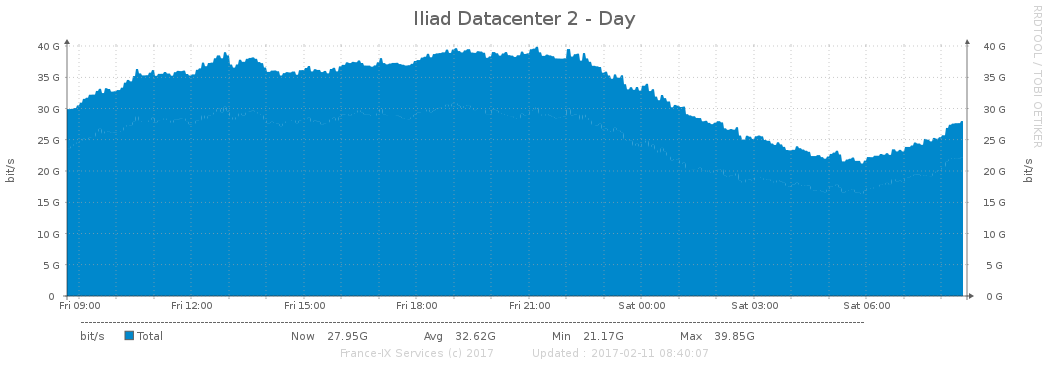 Iliad Datacenter 2 - Day
RRDTOOL / TOBI OETIKER
bit/s
40 G 40 G
35 G 35 G
30 G 30 G
25 G 25 G
20 G 20 G
15 G 15 G
10 G 10 G
5 G 5 G
0 0 G
bit/s
Fri 09:00 Fri 12:00 Fri 15:00 Fri 18:00 Fri 21:00 Sat 00:00 Sat 03:00 Sat 06:00
bit/s Total Now 27.95G Avg 32.62G Min 21.17G Max 39.85G
France-IX Services (c) 2017 Updated : 2017-02-11 08:40:07